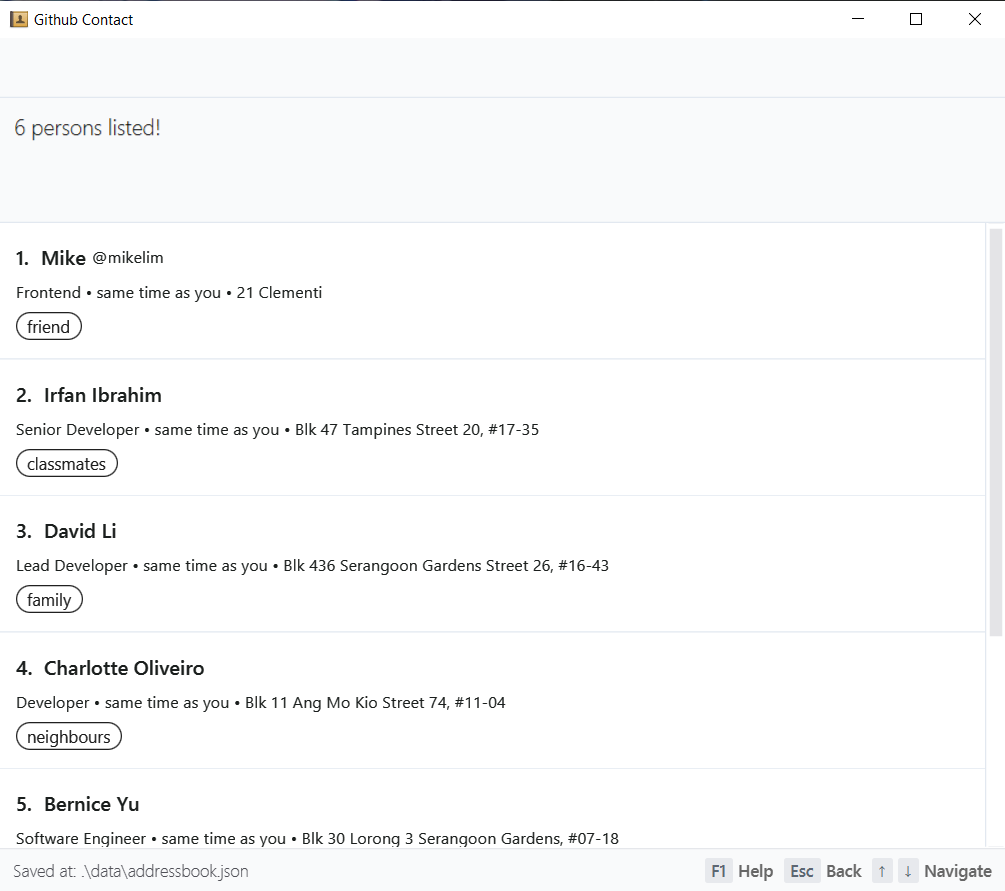 Github Contact
6 persons listed!
1. Mike @mikelim
Frontend • same time as you • 21 Clementi
friend
2. Irfan Ibrahim
Senior Developer • same time as you • Blk 47 Tampines Street 20, #17-35
classmates
3. David Li
Lead Developer • same time as you • Blk 436 Serangoon Gardens Street 26, #16-43
family
4. Charlotte Oliveiro
Developer • same time as you • Blk 11 Ang Mo Kio Street 74, #11-04
neighbours
5. Bernice Yu
Software Engineer • same time as you • Blk 30 Lorong 3 Serangoon Gardens, #07-18
Saved at: .\data\addressbook.json F1 Help Esc Back ↑ ↓ Navigate